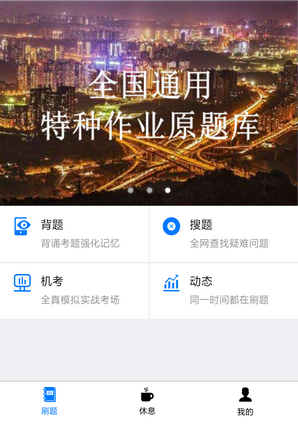 全国通用
特种作业原题库
背题
背诵考题强化记忆
搜题
全网查找疑难问题
机考
全真模拟实战考场
动态
同一时间都在刷题
刷题
休息
我的